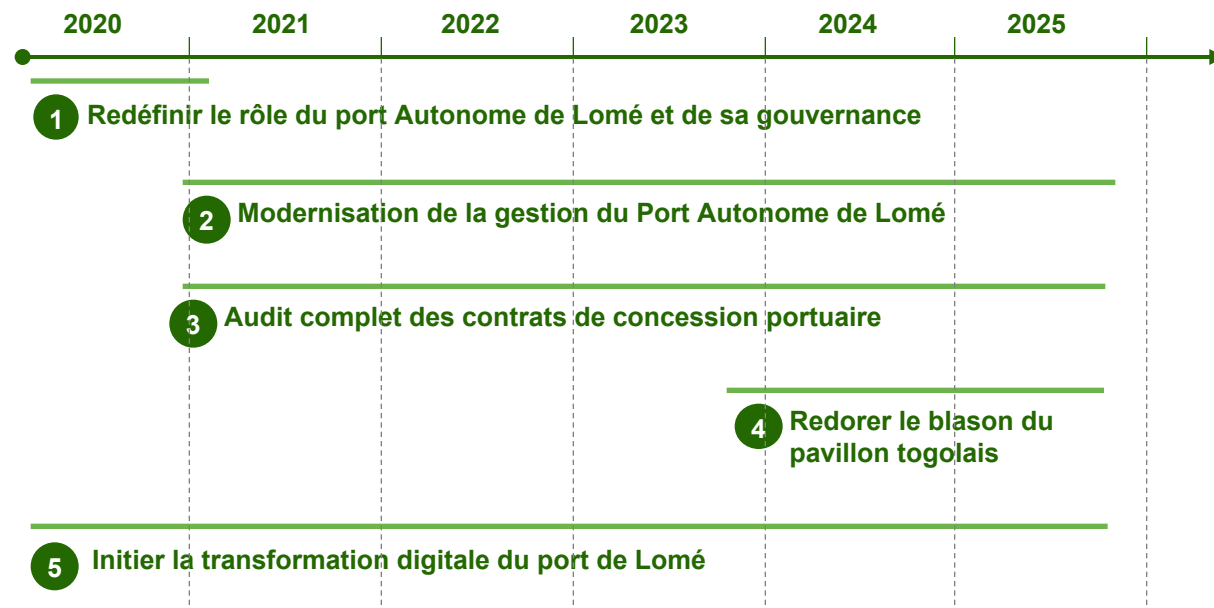 2020 2021 2022 2023 2024 2025
1 Redéfinir le rôle du port Autonome de Lomé et de sa gouvernance
2 Modernisation de la gestion du Port Autonome de Lomé
3 Audit complet des contrats de concession portuaire
4 Redorer le blason du
pavillon togolais
5 Initier la transformation digitale du port de Lomé